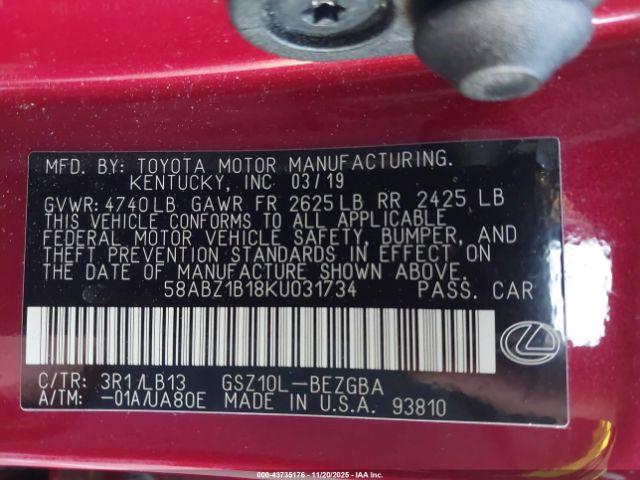 MFD. BY: TOYOTA MOTOR MANUFACTURING.
KENTUCKY, INC 03/19
GVWR: 4740 LB GAWR FR 2625 LB RR 2425 LB
THIS VEHICLE CONFORMS TO ALL APPLICABLE
FEDERAL MOTOR VEHICLE SAFETY, BUMPER, AND
THEFT PREVENTION STANDARDS IN EFFECT ON
THE DATE OF MANUFACTURE SHOWN ABOVE.
58ABZ1B18KU031734 PASS. CAR
C/TR: 3R1/LB13 GSZ10L-BEZGBA
A/TM: -01A/UA80E MADE IN U.S.A. 93810
000-43735176 - 11/20/2025 - IAA Inc.